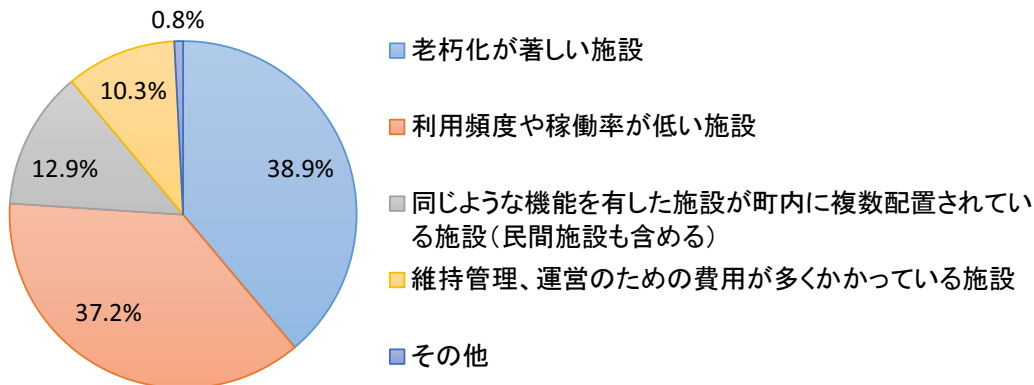 0.8%
10.3%
12.9%
38.9%
37.2%
老朽化が著しい施設
利用頻度や稼働率が低い施設
同じような機能を有した施設が町内に複数配置されてい
る施設（民間施設も含める）
維持管理、運営のための費用が多くかかっている施設
その他